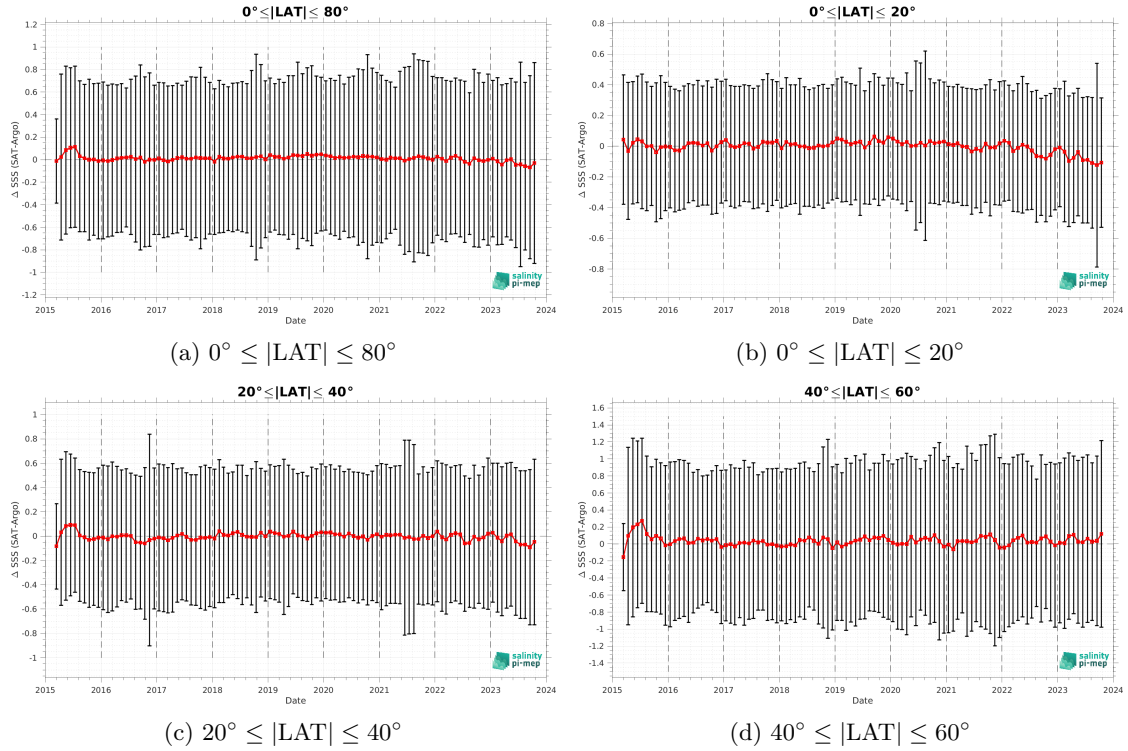 0°≤|LAT|≤ 80°
1.2
1
0.8
0.6
0.4
0.2
0
-0.2
-0.4
-0.6
-0.8
-1
-1.2
Δ SSS (SAT-Argo)
2015 2016 2017 2018 2019 2020 2021 2022 2023 2024
Date
salinity
pi-mep
(a) 0° ≤ |LAT| ≤ 80°
0°≤|LAT|≤ 20°
0.8
0.6
0.4
0.2
0
-0.2
-0.4
-0.6
-0.8
Δ SSS (SAT-Argo)
2015 2016 2017 2018 2019 2020 2021 2022 2023 2024
Date
salinity
pi-mep
(b) 0° ≤ |LAT| ≤ 20°
20°≤|LAT|≤ 40°
1
0.8
0.6
0.4
0.2
0
-0.2
-0.4
-0.6
-0.8
-1
Δ SSS (SAT-Argo)
2015 2016 2017 2018 2019 2020 2021 2022 2023 2024
Date
salinity
pi-mep
(c) 20° ≤ |LAT| ≤ 40°
40°≤|LAT|≤ 60°
1.6
1.4
1.2
1
0.8
0.6
0.4
0.2
0
-0.2
-0.4
-0.6
-0.8
-1
-1.2
-1.4
Δ SSS (SAT-Argo)
2015 2016 2017 2018 2019 2020 2021 2022 2023 2024
Date
salinity
pi-mep
(d) 40° ≤ |LAT| ≤ 60°